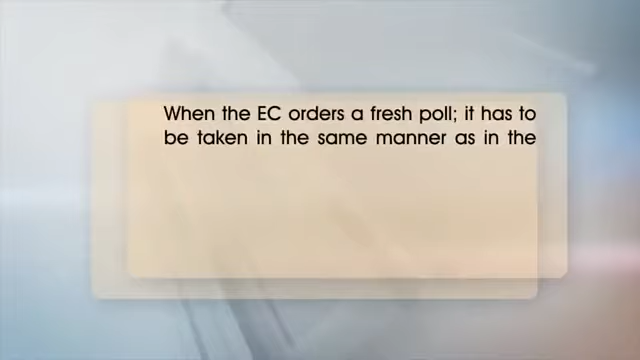 When the EC orders a fresh poll; it has to
be taken in the same manner as in the